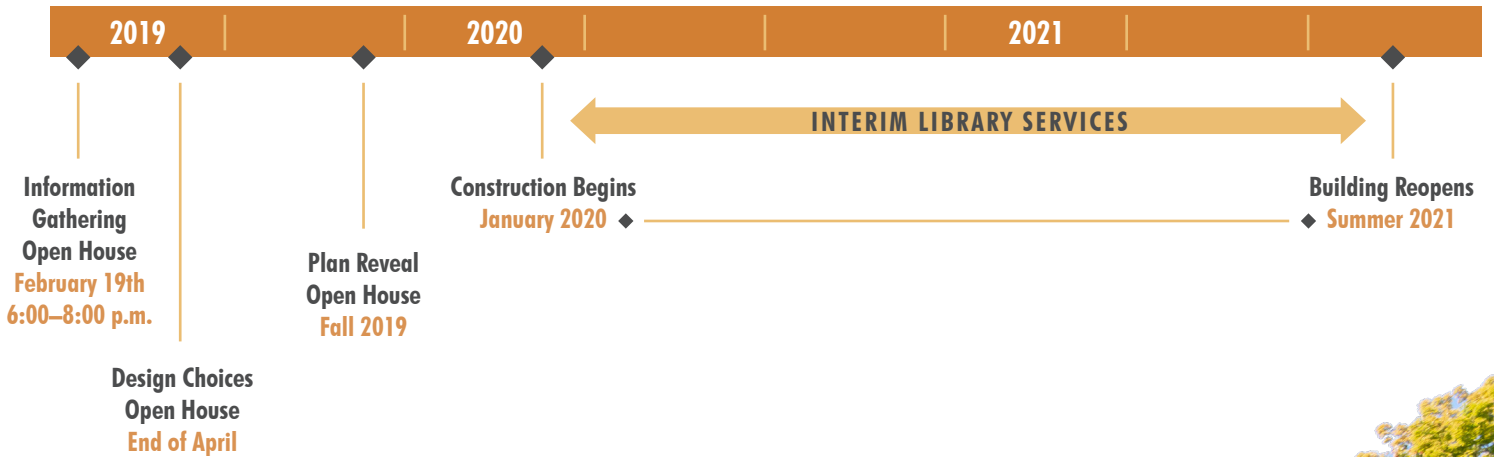 2019
2020
2021
INTERIM LIBRARY SERVICES
Information
Gathering
Open House
February 19th
6:00–8:00 p.m.
Design Choices
Open House
End of April
Plan Reveal
Open House
Fall 2019
Construction Begins
January 2020
Building Reopens
Summer 2021